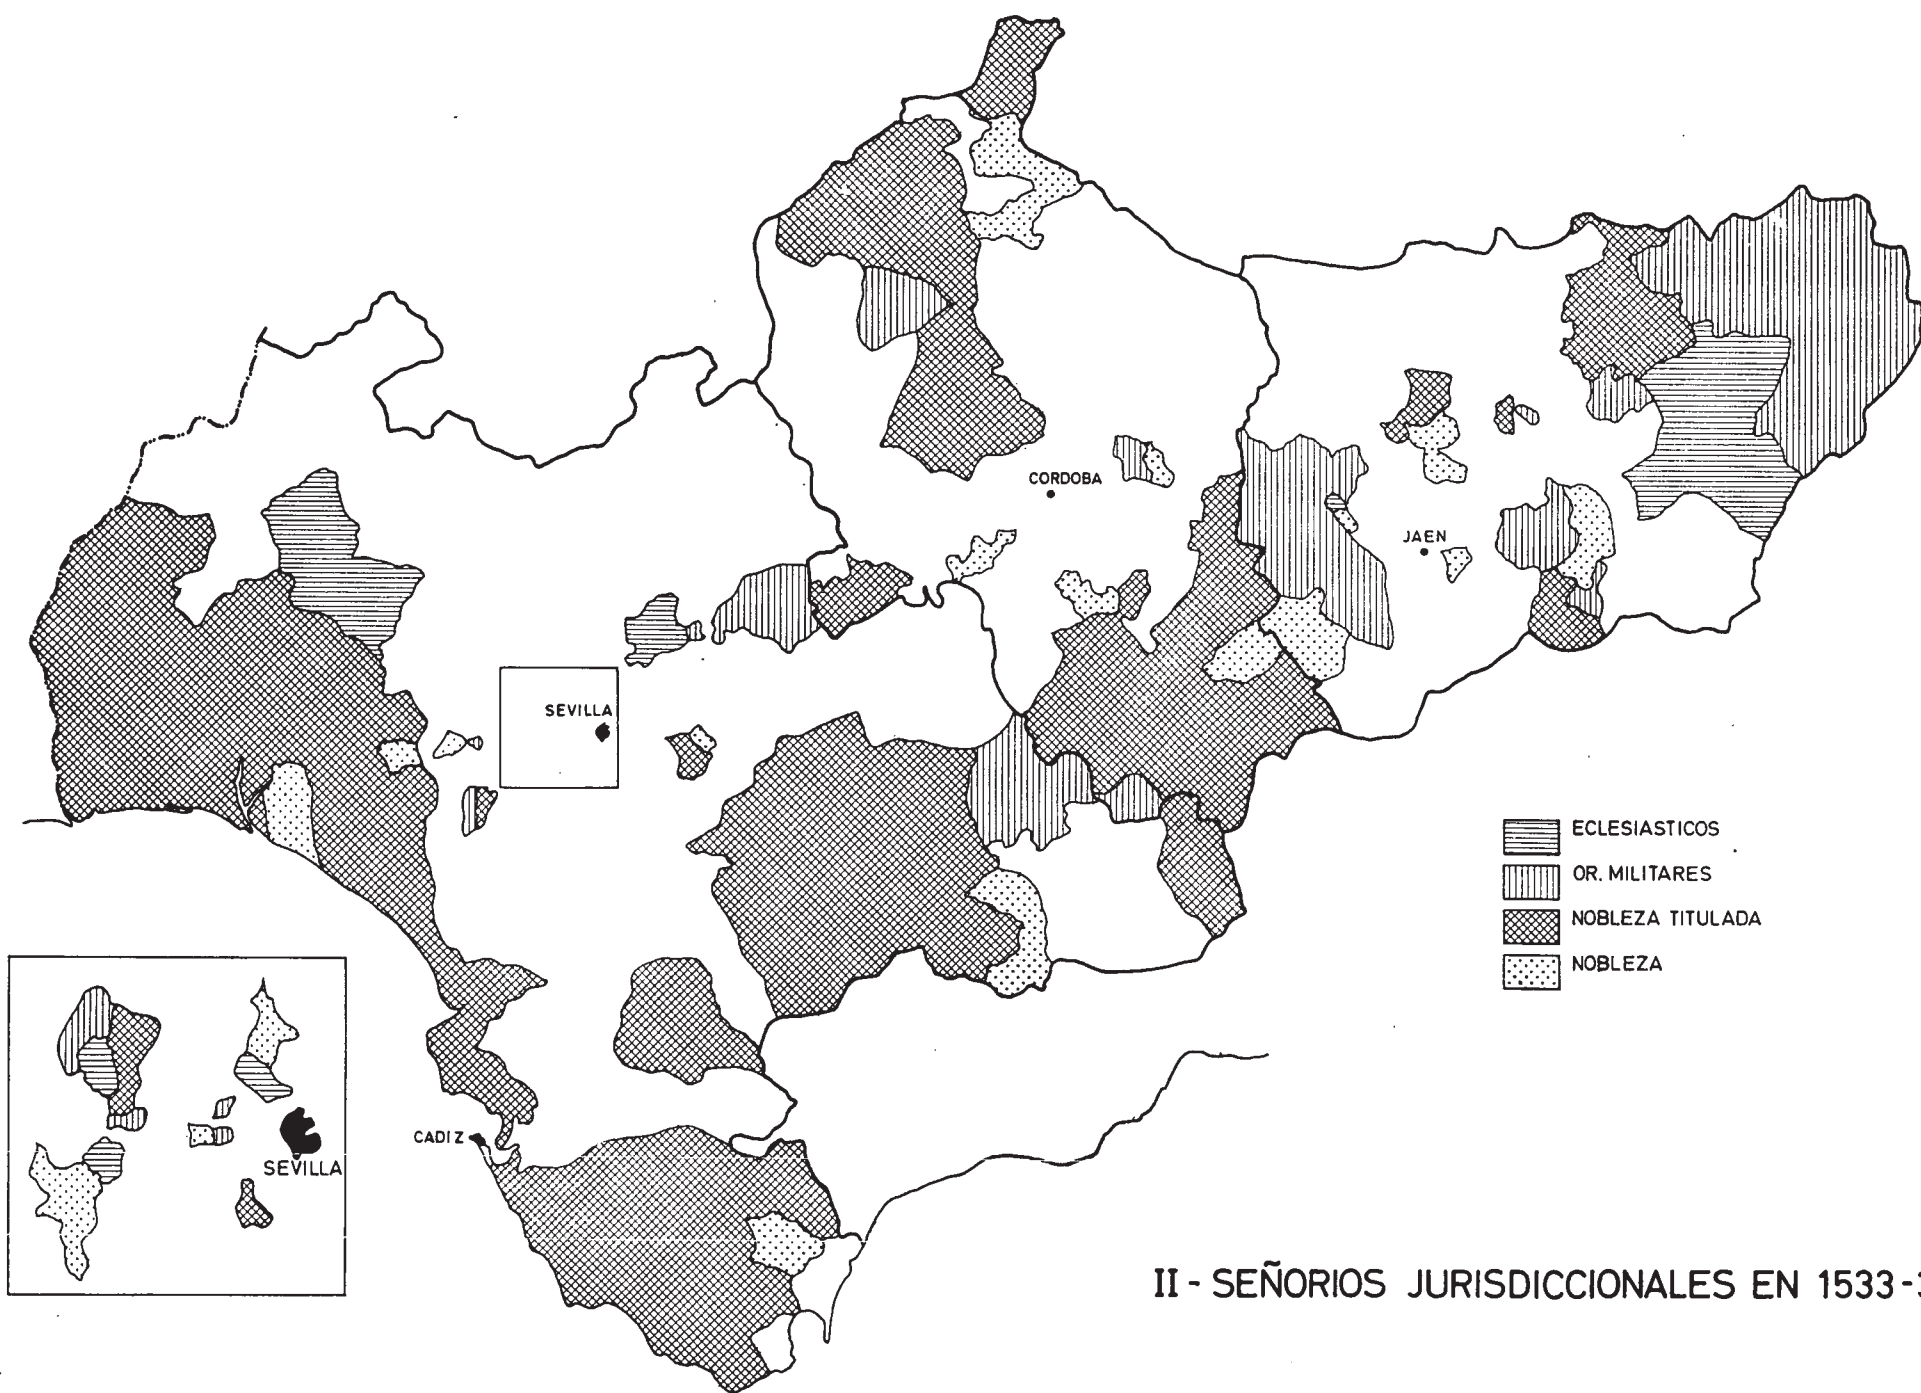 CORDOBA
JAEN
SEVILLA
ECLESIASTICOS
OR. MILITARES
NOBLEZA TITULADA
NOBLEZA
CADIZ
SEVILLA
II - SEÑORIOS JURISDICCIONALES EN 1533-